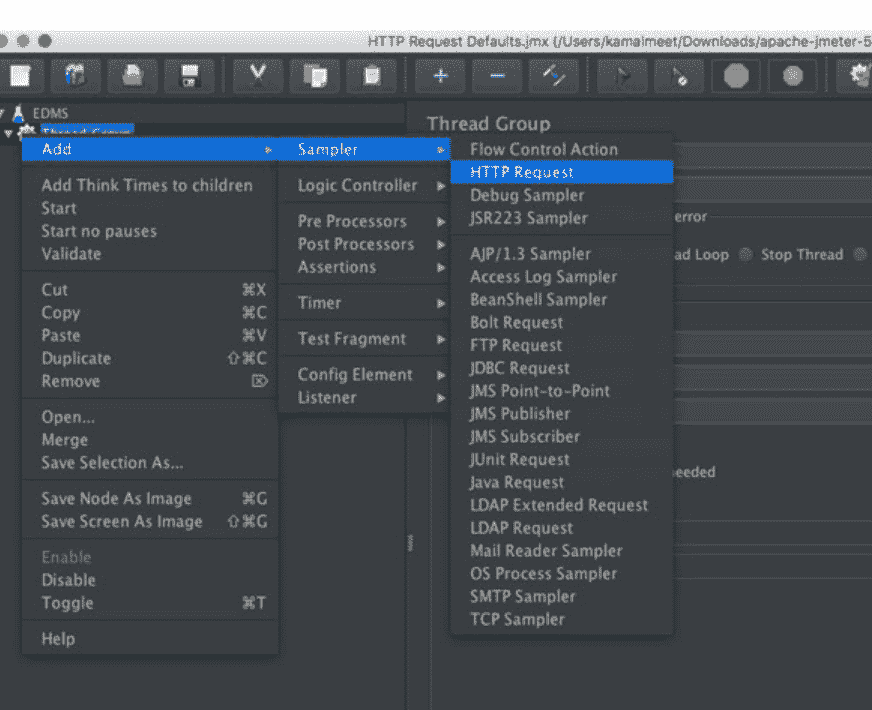 HTTP Request Defaults.jmx (/Users/kamalmeet/Downloads/apache-jmeter-5
EDMS
Thread Group
Add
Add Think Times to children
Start
Start no pauses
Validate
Cut ⌘X
Copy ⌘C
Paste ⌘V
Duplicate ⇧⌘C
Remove ⌦
Open...
Merge
Save Selection As...
Save Node As Image ⌘G
Save Screen As Image ⇧⌘G
Enable
Disable
Toggle ⌘T
Help
Sampler
Logic Controller
Pre Processors
Post Processors
Assertions
Timer
Test Fragment
Config Element
Listener
Thread Group
Flow Control Action
HTTP Request
Debug Sampler
JSR223 Sampler
AJP/1.3 Sampler
Access Log Sampler
BeanShell Sampler
Bolt Request
FTP Request
JDBC Request
JMS Point-to-Point
JMS Publisher
JMS Subscriber
JUnit Request
Java Request
LDAP Extended Request
LDAP Request
Mail Reader Sampler
OS Process Sampler
SMTP Sampler
TCP Sampler
error
ad Loop Stop Thread
needed